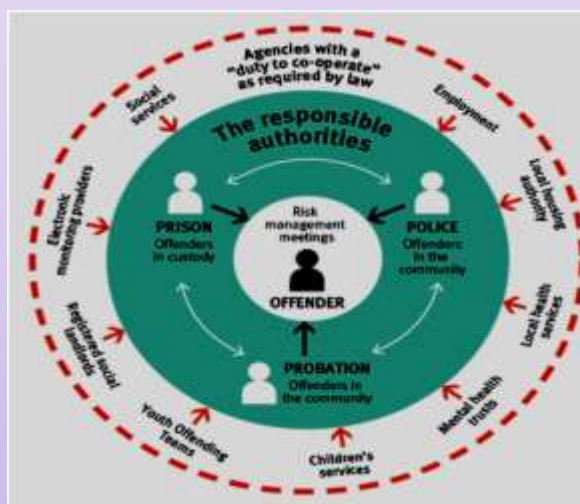 Agencies with a
"duty to co-operate"
as required by law
Social
services
Employment
The responsible
authorities
Electronic
monitoring providers
Local housing
authority
PRISON
Offenders
in custody
Risk
management
meetings
POLICE
Offenders
in the
community
OFFENDER
Registered social
landlords
Local health
services
PROBATION
Offenders in
the community
Youth Offending
Teams
Children's
services
Mental health
trusts